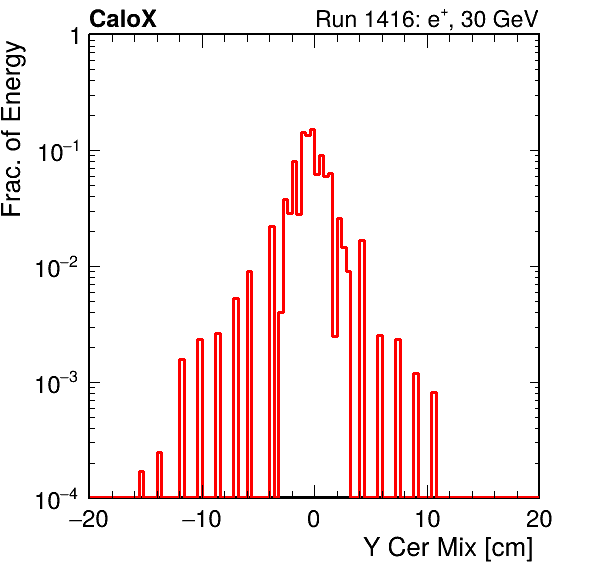 CaloX Run 1416: e⁺, 30 GeV
Frac. of Energy
1
10⁻¹
10⁻²
10⁻³
10⁻⁴
−20 −10 0 10 20
Y Cer Mix [cm]